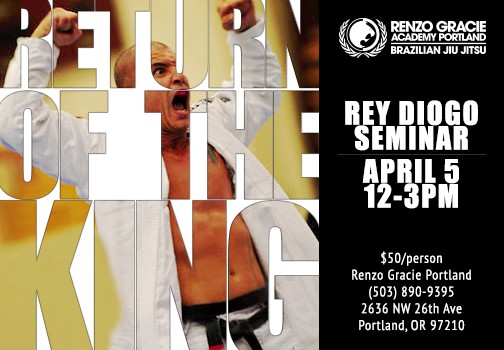 RETURN
OF THE
KING
RENZO GRACIE
ACADEMY PORTLAND
BRAZILIAN JIU JITSU
REY DIOGO
SEMINAR
APRIL 5
12-3PM
$50/person
Renzo Gracie Portland
(503) 890-9395
2636 NW 26th Ave
Portland, OR 97210